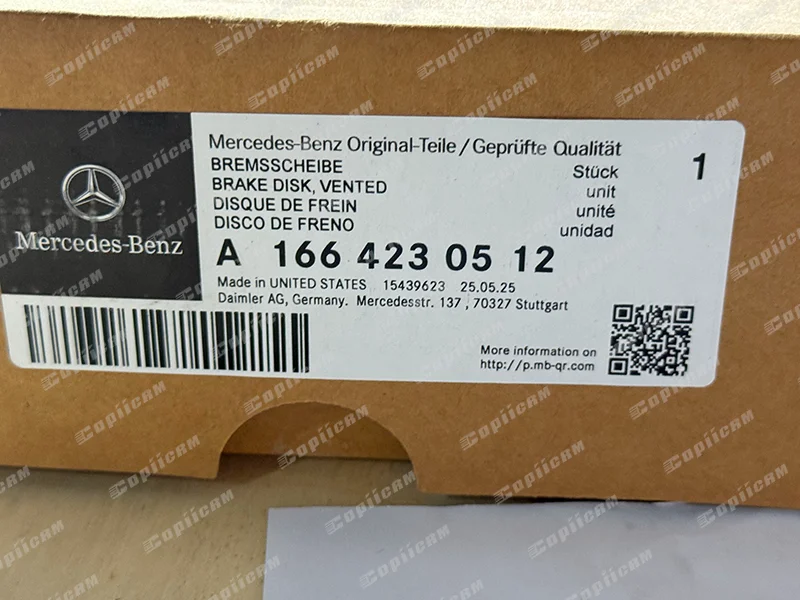 Mercedes-Benz
Mercedes-Benz Original-Teile/Geprüfte Qualität
BREMSSCHEIBE Stück 1
BRAKE DISK, VENTED unit
DISQUE DE FREIN unité
DISCO DE FRENO unidad
A 166 423 05 12
Made in UNITED STATES 15439623 25.05.25
Daimler AG, Germany. Mercedesstr. 137 , 70327 Stuttgart
More information on
http://p.mb-qr.com
Copiicam